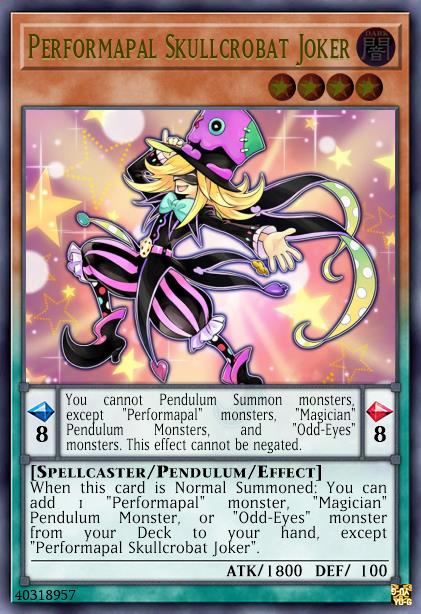 PERFORMAPAL SKULLCROBAT JOKER
DARK
闇
You cannot Pendulum Summon monsters,
except "Performapal" monsters, "Magician"
Pendulum Monsters, and "Odd-Eyes"
monsters. This effect cannot be negated.
8
8
[SPELLCASTER/PENDULUM/EFFECT]
When this card is Normal Summoned: You can
add 1 "Performapal" monster, "Magician"
Pendulum Monster, or "Odd-Eyes" monster
from your Deck to your hand, except
"Performapal Skullcrobat Joker".
ATK/1800 DEF/ 100
40318957